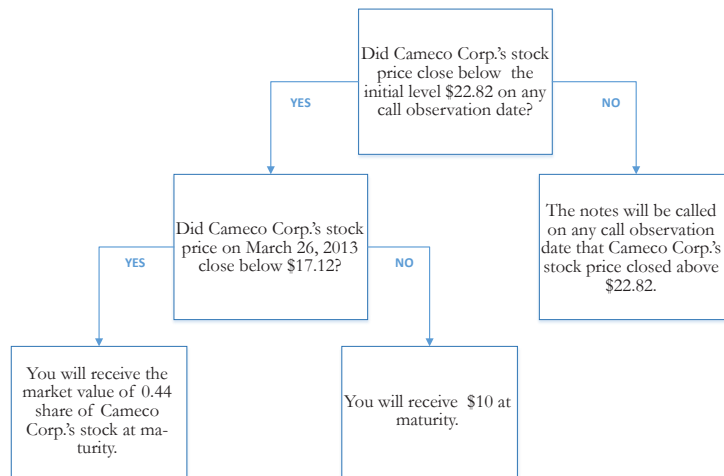 Did Cameco Corp.'s stock
price close below the
initial level $22.82 on any
call observation date?
YES
NO
Did Cameco Corp.'s stock
price on March 26, 2013
close below $17.12?
The notes will be called
on any call observation
date that Cameco Corp.'s
stock price closed above
$22.82.
YES
NO
You will receive the
market value of 0.44
share of Cameco
Corp.'s stock at ma-
turity.
You will receive $10 at
maturity.